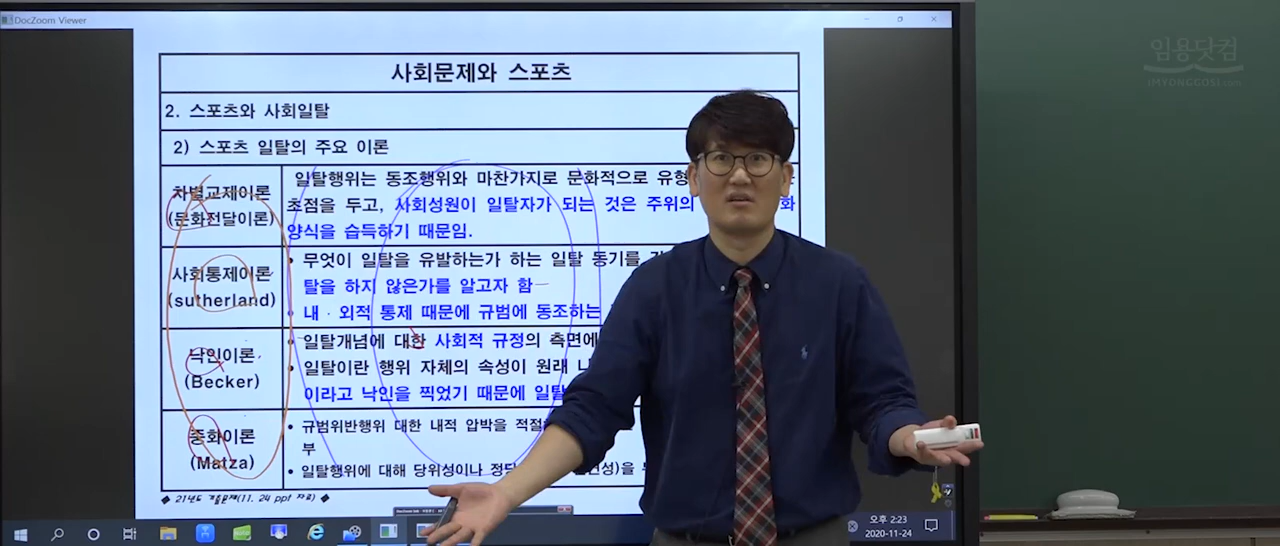 DocZoom Viewer
임용닷컴
사회문제와 스포츠
2. 스포츠와 사회일탈
2) 스포츠 일탈의 주요 이론
차별교제이론
(문화전달이론)
일탈행위는 동조행위와 마찬가지로 문화적으로 유형
초점을 두고, 사회성원이 일탈자가 되는 것은 주위의 화
양식을 습득하기 때문임.
사회통제이론
(sutherland)
• 무엇이 일탈을 유발하는가 하는 일탈 동기를
탈을 하지 않은가를 알고자 함
• 내·외적 통제 때문에 규범에 동조하는
낙인이론
(Becker)
• 일탈개념에 대한 사회적 규정의 측면에
• 일탈이란 행위 자체의 속성이 원래
이라고 낙인을 찍었기 때문에 일탈
중화이론
(Matza)
• 규범위반행위 대한 내적 압박을 적절
부
• 일탈행위에 대해 당위성이나 정당
◆ 21년도 기출문제(11. 24 ppt 자료) ◆
오후 2:23
2020-11-24